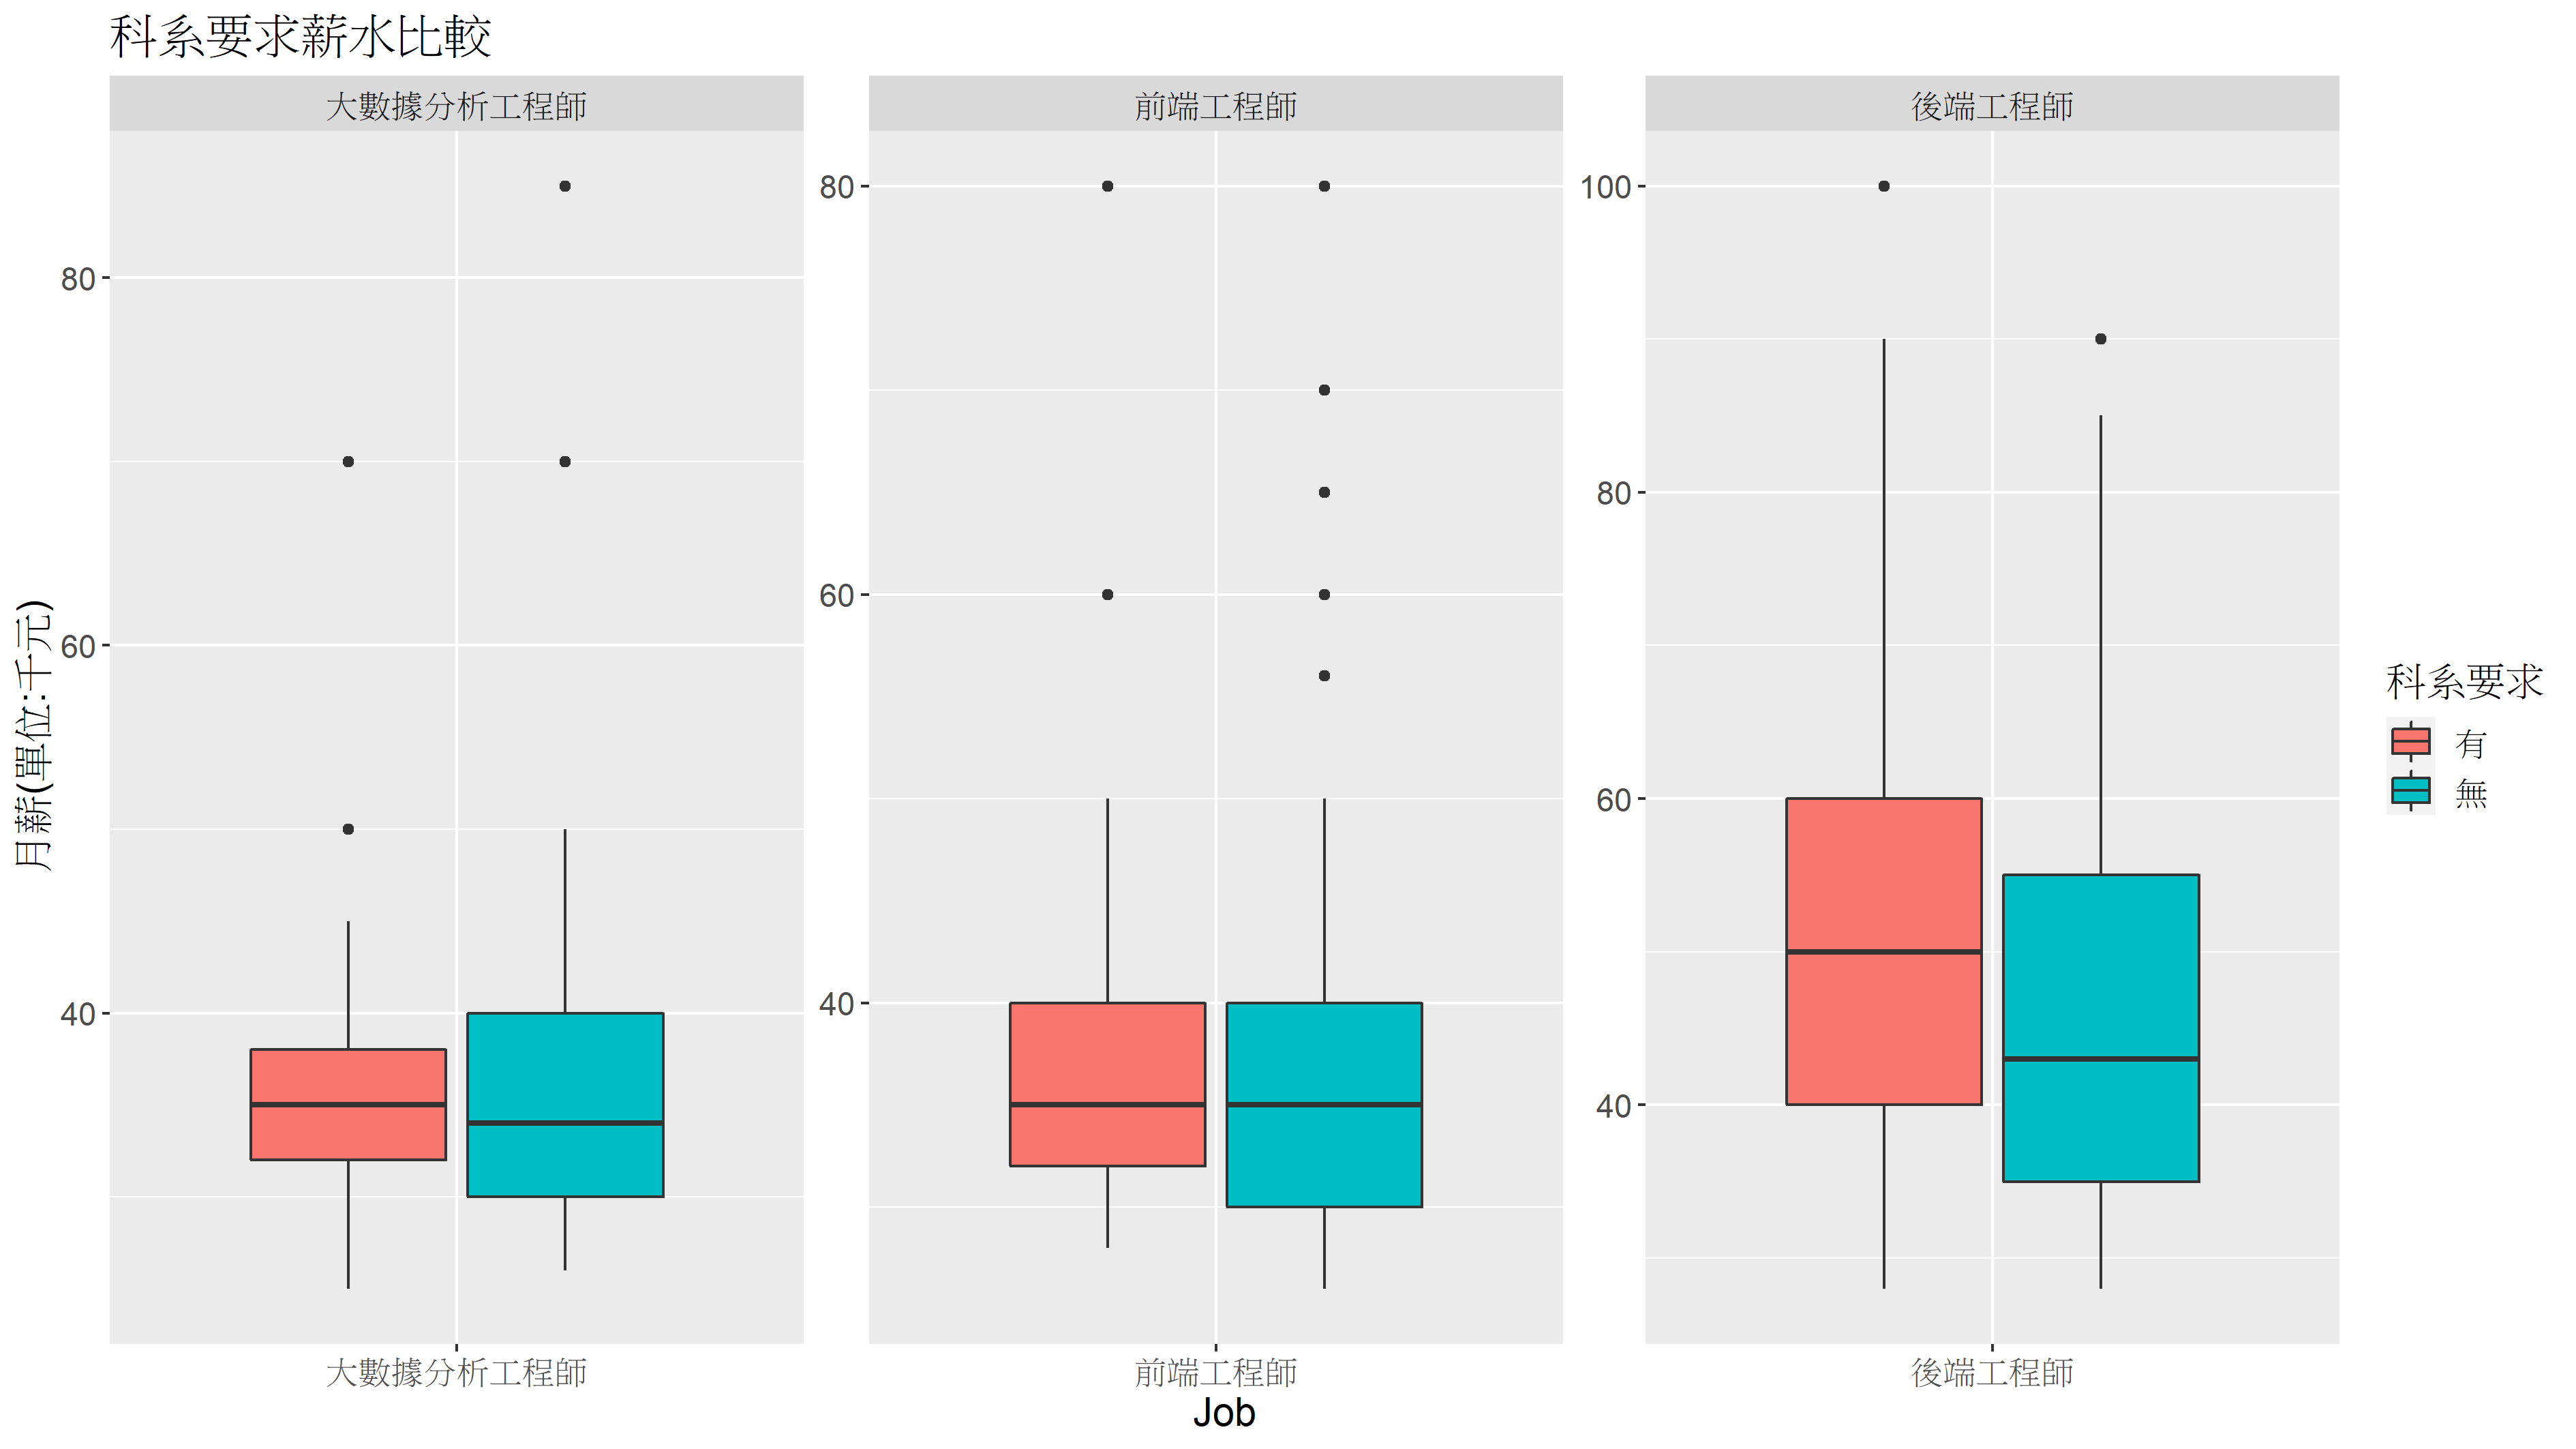 科系要求薪水比較
大數據分析工程師
前端工程師
後端工程師
月薪(單位:千元)
80
60
40
80
60
40
100
80
60
40
大數據分析工程師
前端工程師
後端工程師
Job
科系要求
有
無